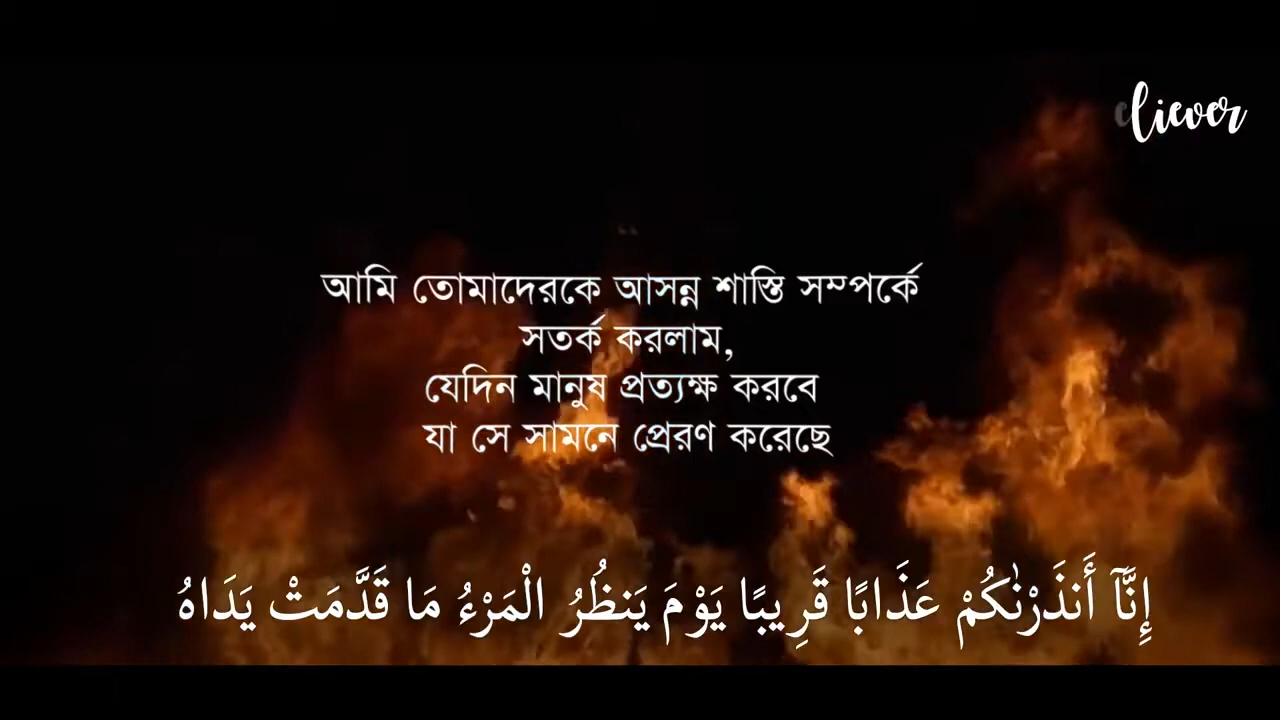 eliever
আমি তোমাদেরকে আসন্ন শাস্তি সম্পর্কে
সতর্ক করলাম,
যেদিন মানুষ প্রত্যক্ষ করবে
যা সে সামনে প্রেরণ করেছে
إِنَّآ أَنذَرْنَٰكُمْ عَذَابًا قَرِيبًا يَوْمَ يَنظُرُ الْمَرْءُ مَا قَدَّمَتْ يَدَاهُ